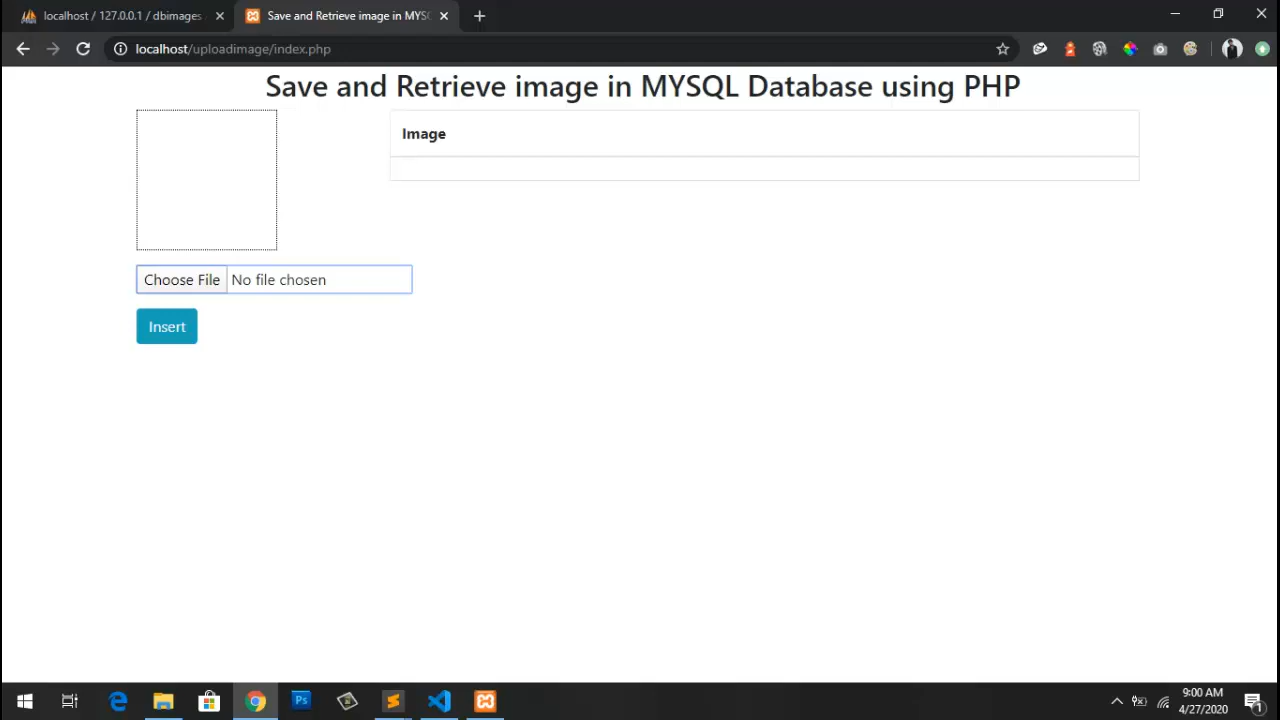 localhost / 127.0.0.1 / dbimages
Save and Retrieve image in MYSQ
localhost/uploadimage/index.php
Save and Retrieve image in MYSQL Database using PHP
Image
Choose File No file chosen
Insert
Ps
9:00 AM
4/27/2020
1